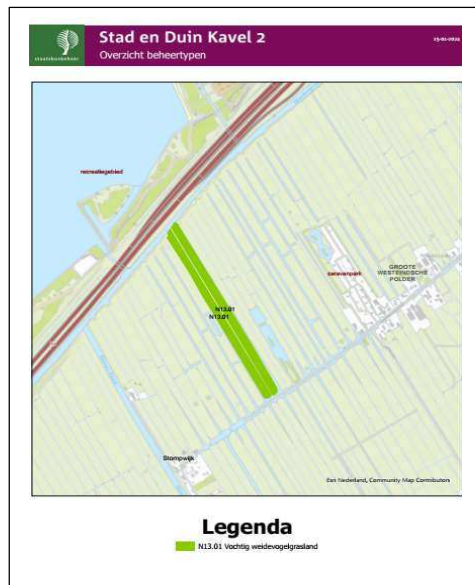 Stad en Duin Kavel 2
Overzicht beheertypen
staatsbosbeheer
recreatiegebied
caravanpark
GROOTE
WESTEINDSCHE
POLDER
N13.01
N13.01
Stompwijk
Esri Nederland, Community Map Contributors
Legenda
N13.01 Vochtig weidevogelgrasland